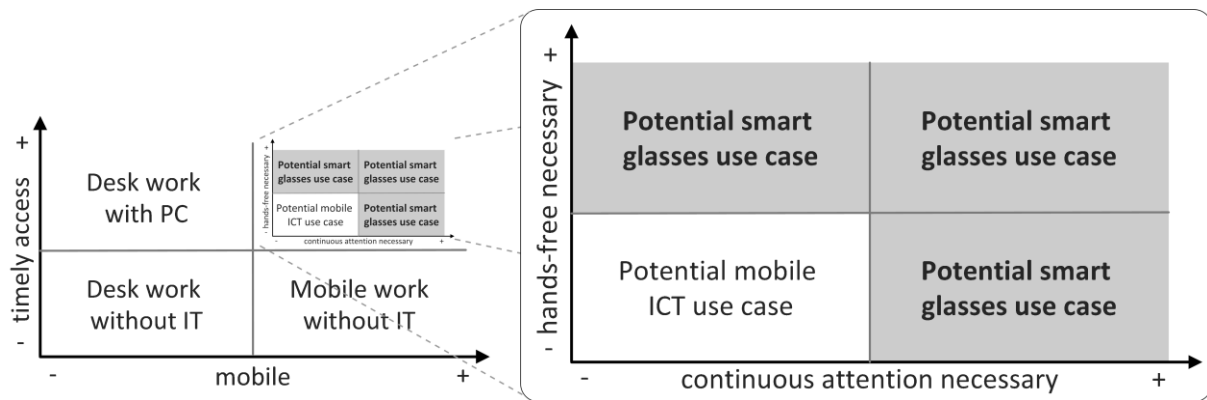 +
timely access
-
Desk work
with PC
Desk work
without IT
Mobile work
without IT
-
mobile
+
+
hands-free necessary
-
Potential smart
glasses use case
Potential smart
glasses use case
Potential mobile
ICT use case
Potential smart
glasses use case
-
continuous attention necessary
+
+
hands-free necessary
-
Potential smart
glasses use case
Potential smart
glasses use case
Potential mobile
ICT use case
Potential smart
glasses use case
-
continuous attention necessary
+